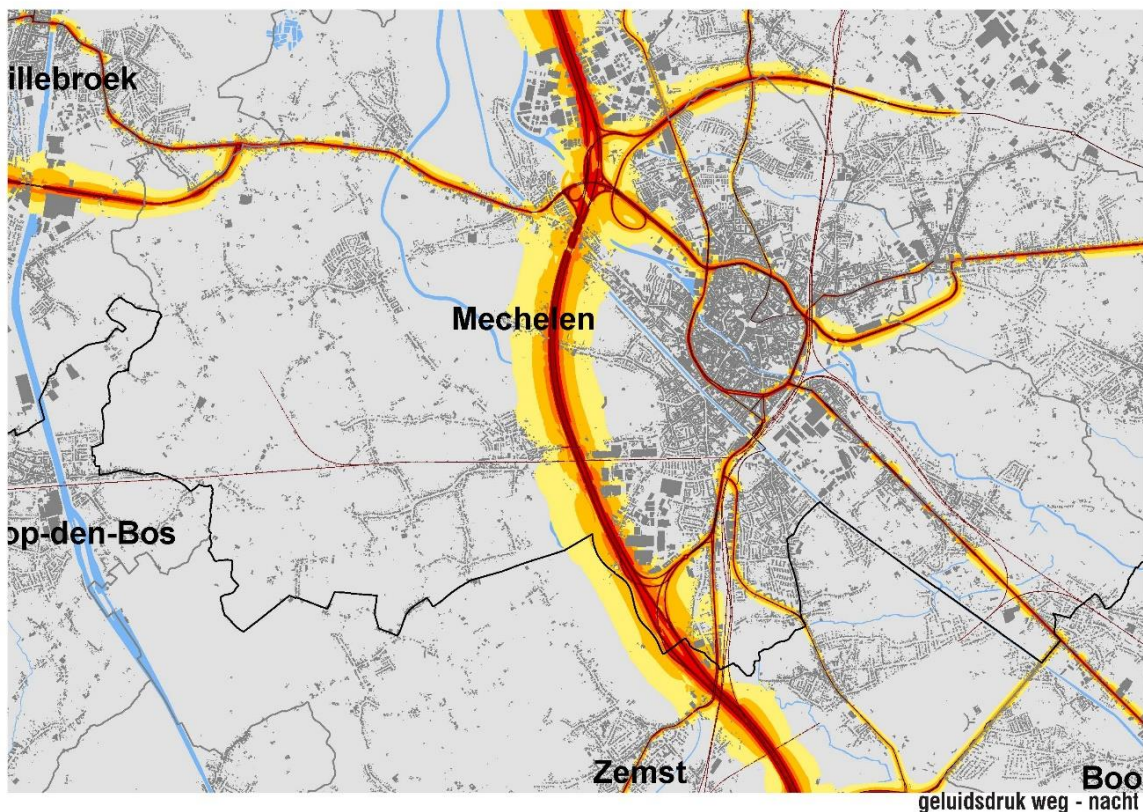 illebroek
Mechelen
op-den-Bos
Zemst
Boo
geluidsdruk weg - nacht